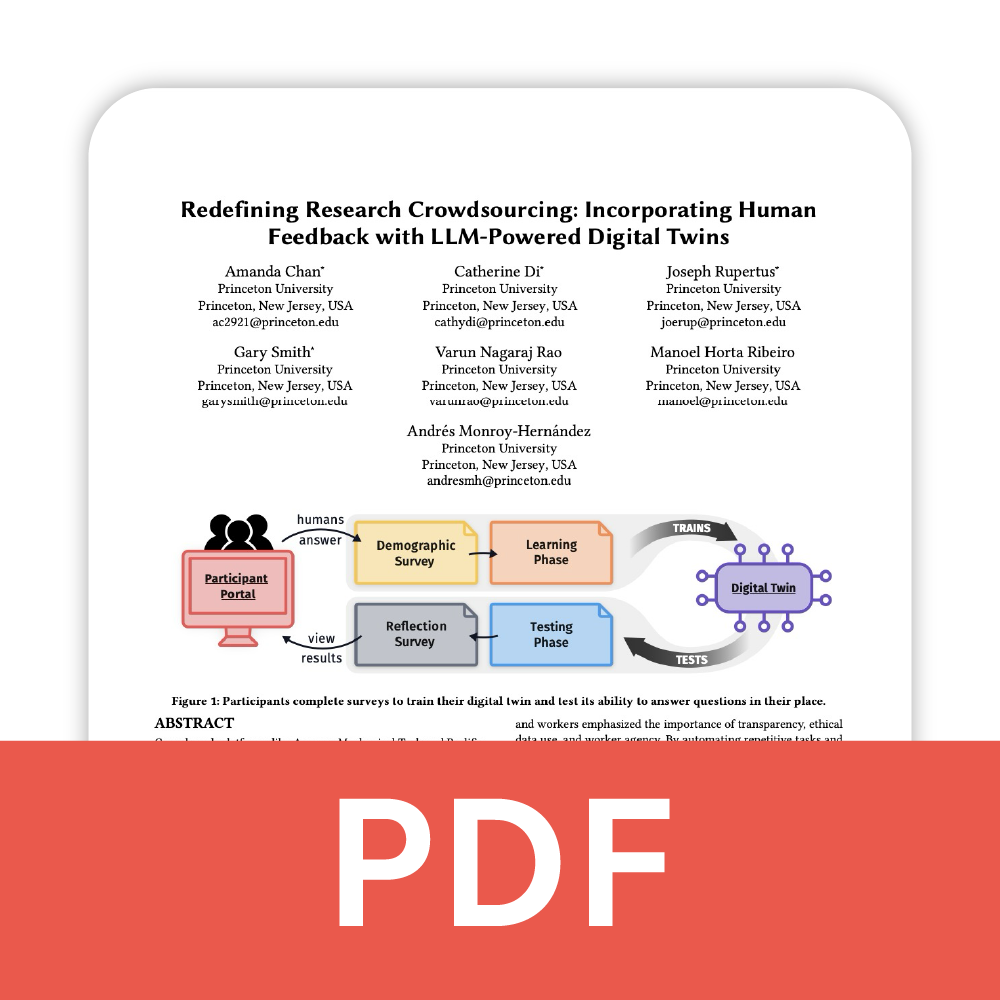 Redefining Research Crowdsourcing: Incorporating Human
Feedback with LLM-Powered Digital Twins
Amanda Chan*
Princeton University
Princeton, New Jersey, USA
ac2921@princeton.edu
Catherine Di*
Princeton University
Princeton, New Jersey, USA
cathydi@princeton.edu
Joseph Rupertus*
Princeton University
Princeton, New Jersey, USA
joerup@princeton.edu
Gary Smith*
Princeton University
Princeton, New Jersey, USA
garysmith@princeton.edu
Varun Nagaraj Rao
Princeton University
Princeton, New Jersey, USA
varunrao@princeton.edu
Manoel Horta Ribeiro
Princeton University
Princeton, New Jersey, USA
manoel@princeton.edu
Andrés Monroy-Hernández
Princeton University
Princeton, New Jersey, USA
andresmh@princeton.edu
Participant
Portal
humans
answer
Demographic
Survey
Learning
Phase
TRAINS
Digital Twin
TESTS
Testing
Phase
Reflection
Survey
view
results
Figure 1: Participants complete surveys to train their digital twin and test its ability to answer questions in their place.
ABSTRACT
and workers emphasized the importance of transparency, ethical
data use, and worker agency. By automating repetitive tasks and
PDF